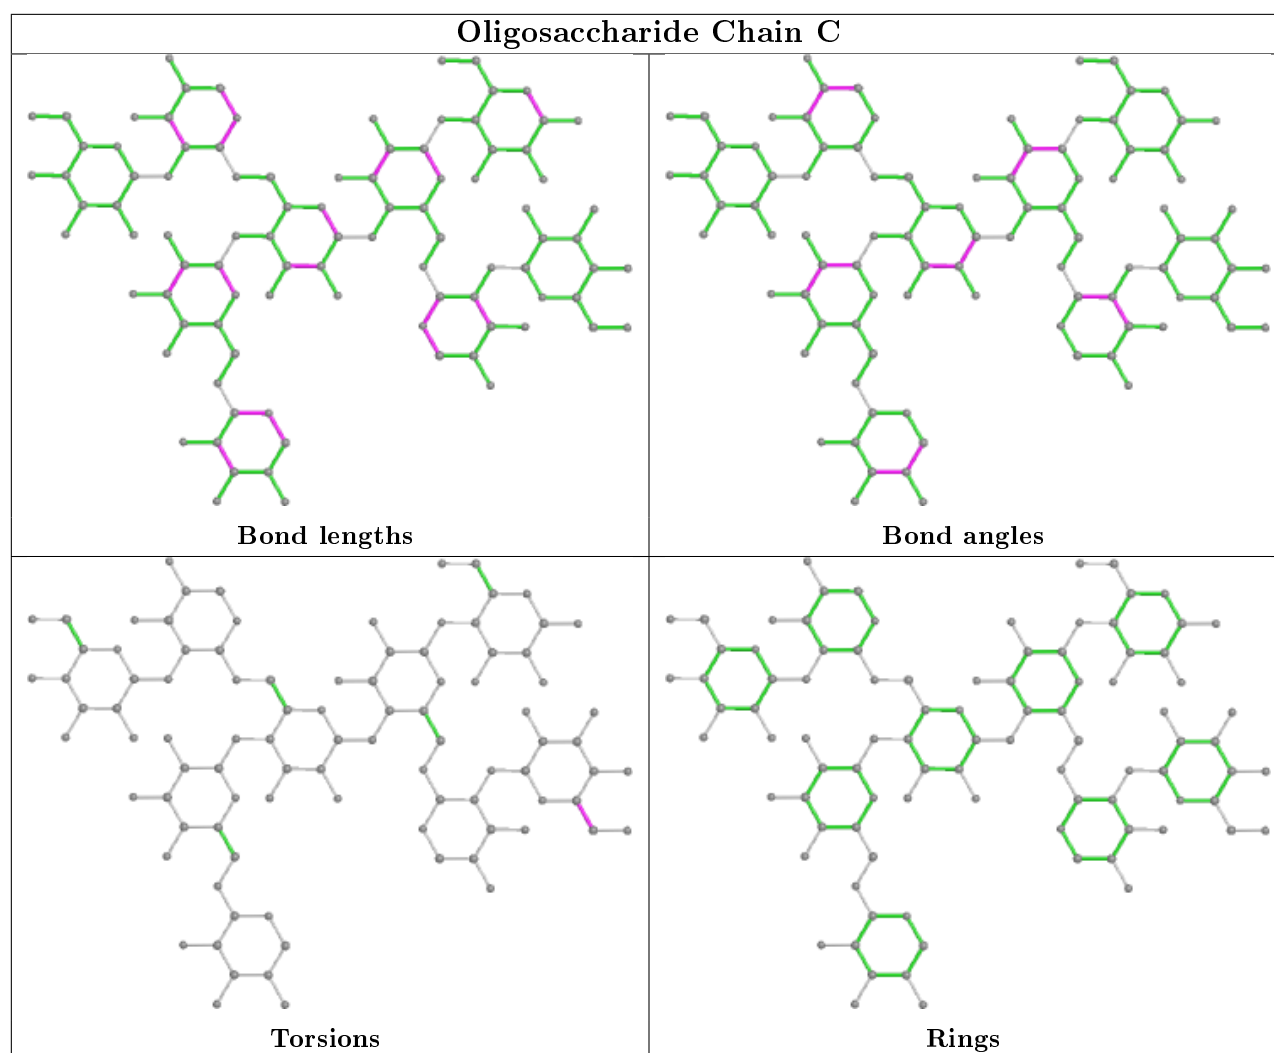 Oligosaccharide Chain C
Bond lengths
Bond angles
Torsions
Rings